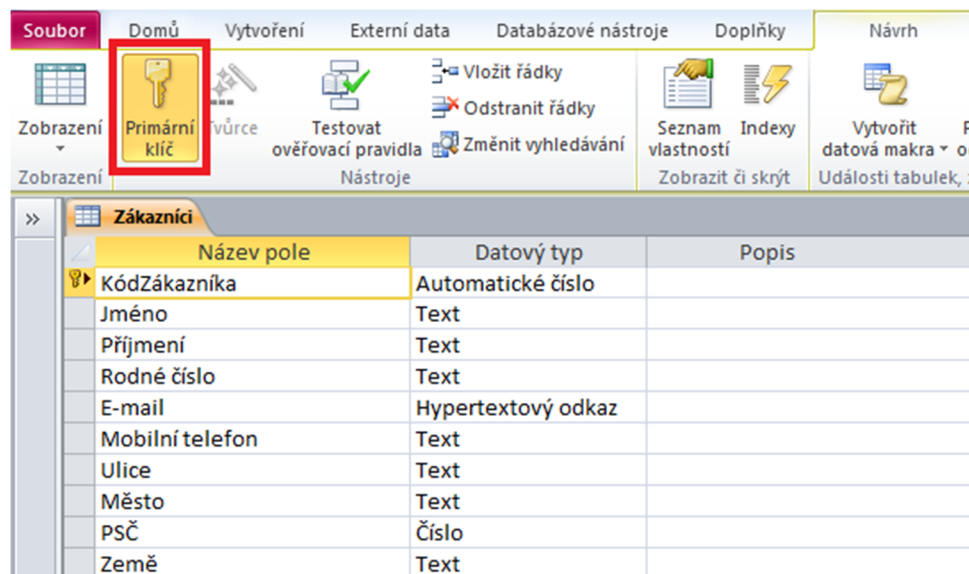 Soubor Domů Vytvoření Externí data Databázové nástroje Doplňky Návrh
Zobrazení
Primární
klíč
Tvůrce
Testovat
ověřovací pravidla
Vložit řádky
Odstranit řádky
Změnit vyhledávání
Seznam
vlastností
Indexy
Vytvořit
datová makra
Zobrazení Nástroje Zobrazit či skrýt Události tabulek,
Zákazníci
Název pole Datový typ Popis
KódZákazníka Automatické číslo
Jméno Text
Příjmení Text
Rodné číslo Text
E-mail Hypertextový odkaz
Mobilní telefon Text
Ulice Text
Město Text
PSČ Číslo
Země Text